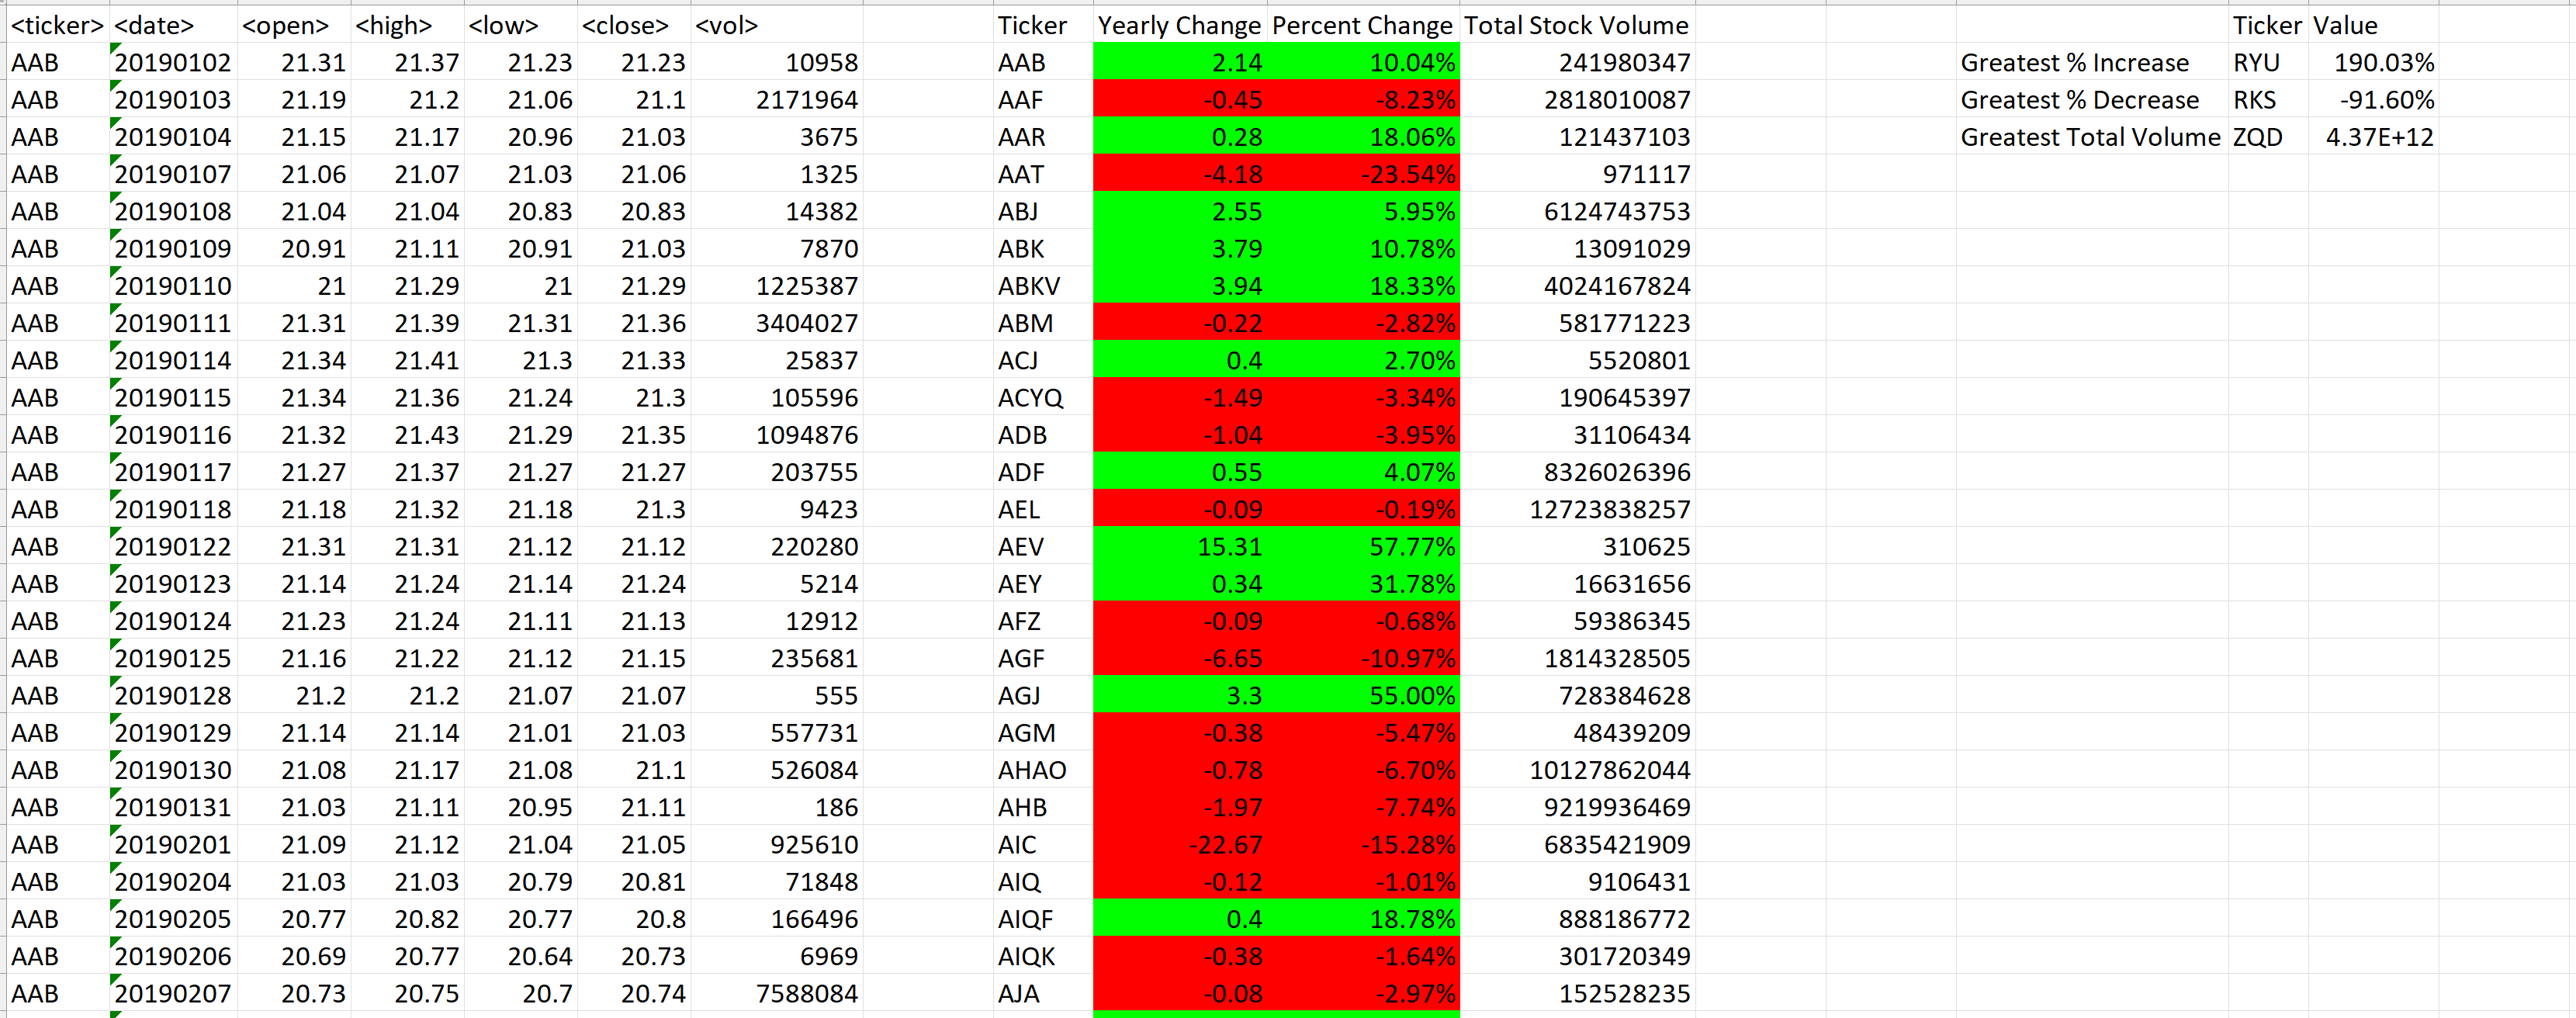 <ticker> <date> <open> <high> <low> <close> <vol> Ticker Yearly Change Percent Change Total Stock Volume Ticker Value
AAB 20190102 21.31 21.37 21.23 21.23 10958 AAB 2.14 10.04% 241980347 Greatest % Increase RYU 190.03%
AAB 20190103 21.19 21.2 21.06 21.1 2171964 AAF -0.45 -8.23% 2818010087 Greatest % Decrease RKS -91.60%
AAB 20190104 21.15 21.17 20.96 21.03 3675 AAR 0.28 18.06% 121437103 Greatest Total Volume ZQD 4.37E+12
AAB 20190107 21.06 21.07 21.03 21.06 1325 AAT -4.18 -23.54% 971117
AAB 20190108 21.04 21.04 20.83 20.83 14382 ABJ 2.55 5.95% 6124743753
AAB 20190109 20.91 21.11 20.91 21.03 7870 ABK 3.79 10.78% 13091029
AAB 20190110 21 21.29 21 21.29 1225387 ABKV 3.94 18.33% 4024167824
AAB 20190111 21.31 21.39 21.31 21.36 3404027 ABM -0.22 -2.82% 581771223
AAB 20190114 21.34 21.41 21.3 21.33 25837 ACJ 0.4 2.70% 5520801
AAB 20190115 21.34 21.36 21.24 21.3 105596 ACYQ -1.49 -3.34% 190645397
AAB 20190116 21.32 21.43 21.29 21.35 1094876 ADB -1.04 -3.95% 31106434
AAB 20190117 21.27 21.37 21.27 21.27 203755 ADF 0.55 4.07% 8326026396
AAB 20190118 21.18 21.32 21.18 21.3 9423 AEL -0.09 -0.19% 12723838257
AAB 20190122 21.31 21.31 21.12 21.12 220280 AEV 15.31 57.77% 310625
AAB 20190123 21.14 21.24 21.14 21.24 5214 AEY 0.34 31.78% 16631656
AAB 20190124 21.23 21.24 21.11 21.13 12912 AFZ -0.09 -0.68% 59386345
AAB 20190125 21.16 21.22 21.12 21.15 235681 AGF -6.65 -10.97% 1814328505
AAB 20190128 21.2 21.2 21.07 21.07 555 AGJ 3.3 55.00% 728384628
AAB 20190129 21.14 21.14 21.01 21.03 557731 AGM -0.38 -5.47% 48439209
AAB 20190130 21.08 21.17 21.08 21.1 526084 AHAO -0.78 -6.70% 10127862044
AAB 20190131 21.03 21.11 20.95 21.11 186 AHB -1.97 -7.74% 9219936469
AAB 20190201 21.09 21.12 21.04 21.05 925610 AIC -22.67 -15.28% 6835421909
AAB 20190204 21.03 21.03 20.79 20.81 71848 AIQ -0.12 -1.01% 9106431
AAB 20190205 20.77 20.82 20.77 20.8 166496 AIQF 0.4 18.78% 888186772
AAB 20190206 20.69 20.77 20.64 20.73 6969 AIQK -0.38 -1.64% 301720349
AAB 20190207 20.73 20.75 20.7 20.74 7588084 AJA -0.08 -2.97% 152528235